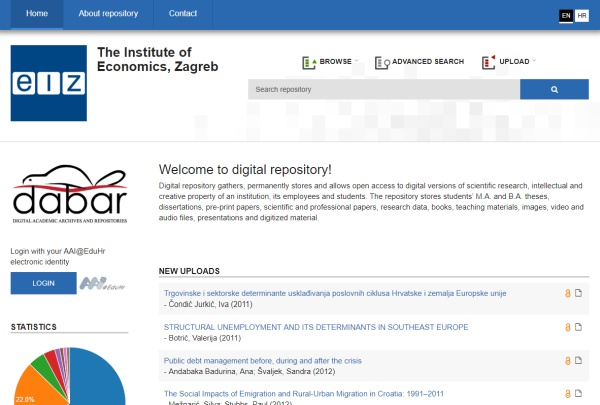 Home About repository Contact EN HR
The Institute of
Economics, Zagreb
eiz
BROWSE ADVANCED SEARCH UPLOAD
Search repository
dabar
DIGITAL ACADEMIC ARCHIVES AND REPOSITORIES
Welcome to digital repository!
Digital repository gathers, permanently stores and allows open access to digital versions of scientific research, intellectual and
creative property of an institution, its employees and students. The repository stores students' M.A. and B.A. theses,
dissertations, pre-print papers, scientific and professional papers, research data, books, teaching materials, images, video and
audio files, presentations and digitized material.
Login with your AAI@EduHr
electronic identity
LOGIN AAI@EduHr
NEW UPLOADS
Trgovinske i sektorske determinante usklađivanja poslovnih ciklusa Hrvatske i zemalja Europske unije
- Čondić Jurkić, Iva (2011)
STRUCTURAL UNEMPLOYMENT AND ITS DETERMINANTS IN SOUTHEAST EUROPE
- Botrić, Valerija (2011)
Public debt management before, during and after the crisis
- Andabaka Badurina, Ana; Švaljek, Sandra (2012)
The Social Impacts of Emigration and Rural-Urban Migration in Croatia: 1991–2011
- Mežnarić, Silva; Stubbs, Paul (2012)
STATISTICS
22.0%